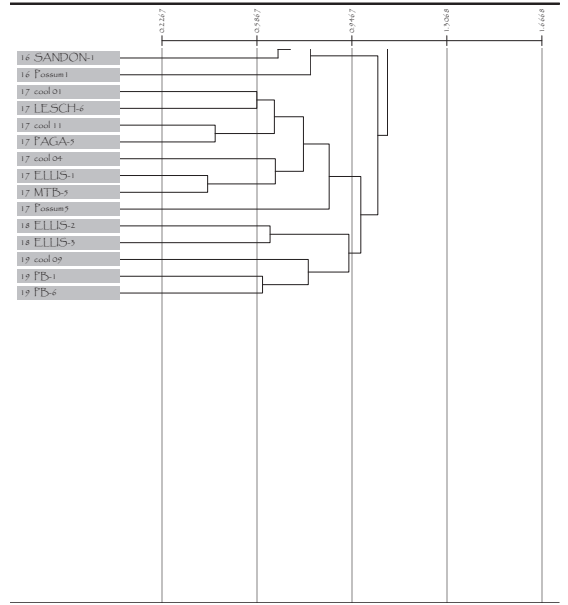 0.2267 0.5867 0.9467 1.3068 1.6668
16 SANDON-1
16 Possum1
17 cool 01
17 LESCH-6
17 cool 11
17 PAGA-5
17 cool 04
17 ELLIS-1
17 MTB-5
17 Possum5
18 ELLIS-2
18 ELLIS-3
19 cool 09
19 PB-1
19 PB-6